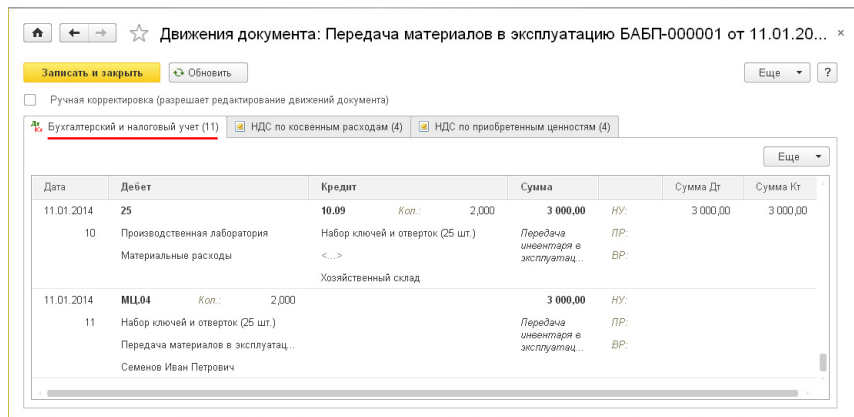 Движения документа: Передача материалов в эксплуатацию БАБП-000001 от 11.01.20... ×
Записать и закрыть Обновить Еще ?
Ручная корректировка (разрешает редактирование движений документа)
Дт Кт Бухгалтерский и налоговый учет (11) НДС по косвенным расходам (4) НДС по приобретенным ценностям (4)
Еще
Дата Дебет Кредит Сумма Сумма Дт Сумма Кт
11.01.2014 25 10.09 Кол.: 2,000 3 000,00 НУ: 3 000,00 3 000,00
10 Производственная лаборатория Набор ключей и отверток (25 шт.) Передача ПР:
инвентаря в
Материальные расходы <...> эксплуатац... ВР:
Хозяйственный склад
11.01.2014 МЦ.04 Кол.: 2,000 3 000,00 НУ:
11 Набор ключей и отверток (25 шт.) Передача ПР:
инвентаря в
Передача материалов в эксплуатац... эксплуатац... ВР:
Семенов Иван Петрович